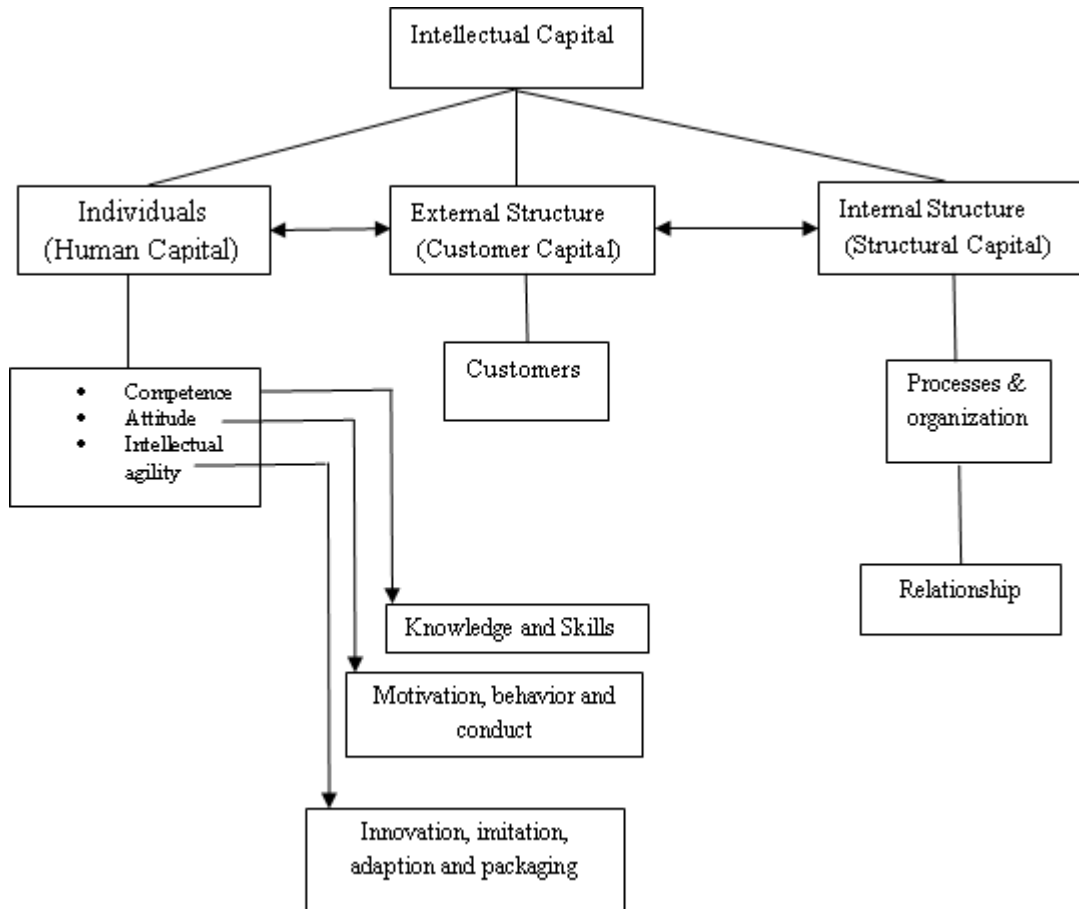 Intellectual Capital
Individuals
(Human Capital)
External Structure
(Customer Capital)
Internal Structure
(Structural Capital)
• Competence
• Attitude
• Intellectual
agility
Customers
Processes &
organization
Relationship
Knowledge and Skills
Motivation, behavior and
conduct
Innovation, imitation,
adaption and packaging